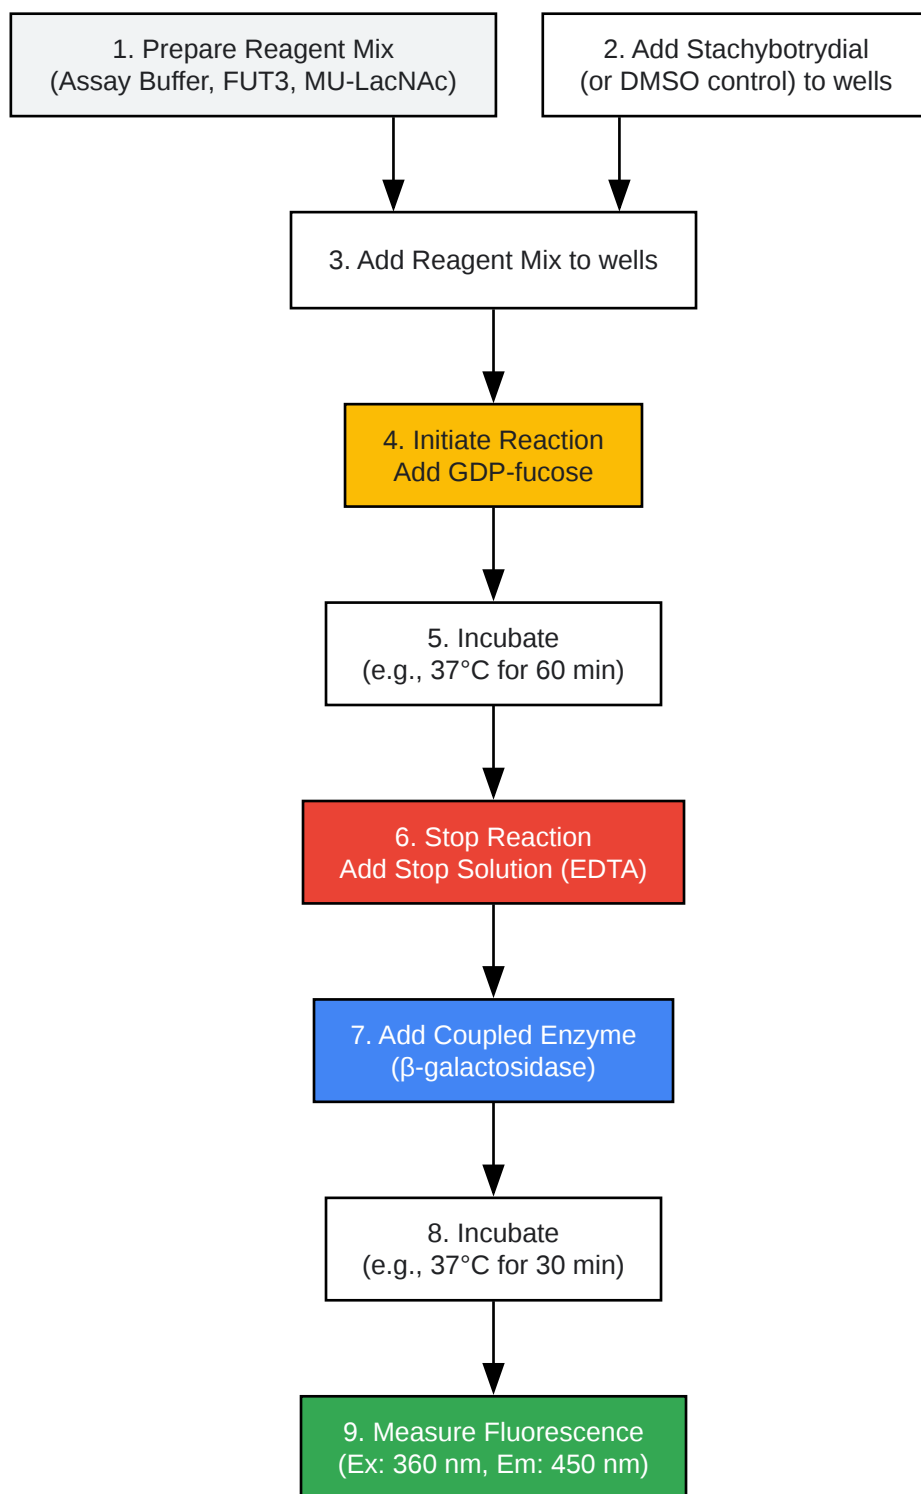 1. Prepare Reagent Mix
(Assay Buffer, FUT3, MU-LacNAc)
2. Add Stachybotrydial
(or DMSO control) to wells
3. Add Reagent Mix to wells
4. Initiate Reaction
Add GDP-fucose
5. Incubate
(e.g., 37°C for 60 min)
6. Stop Reaction
Add Stop Solution (EDTA)
7. Add Coupled Enzyme
(β-galactosidase)
8. Incubate
(e.g., 37°C for 30 min)
9. Measure Fluorescence
(Ex: 360 nm, Em: 450 nm)